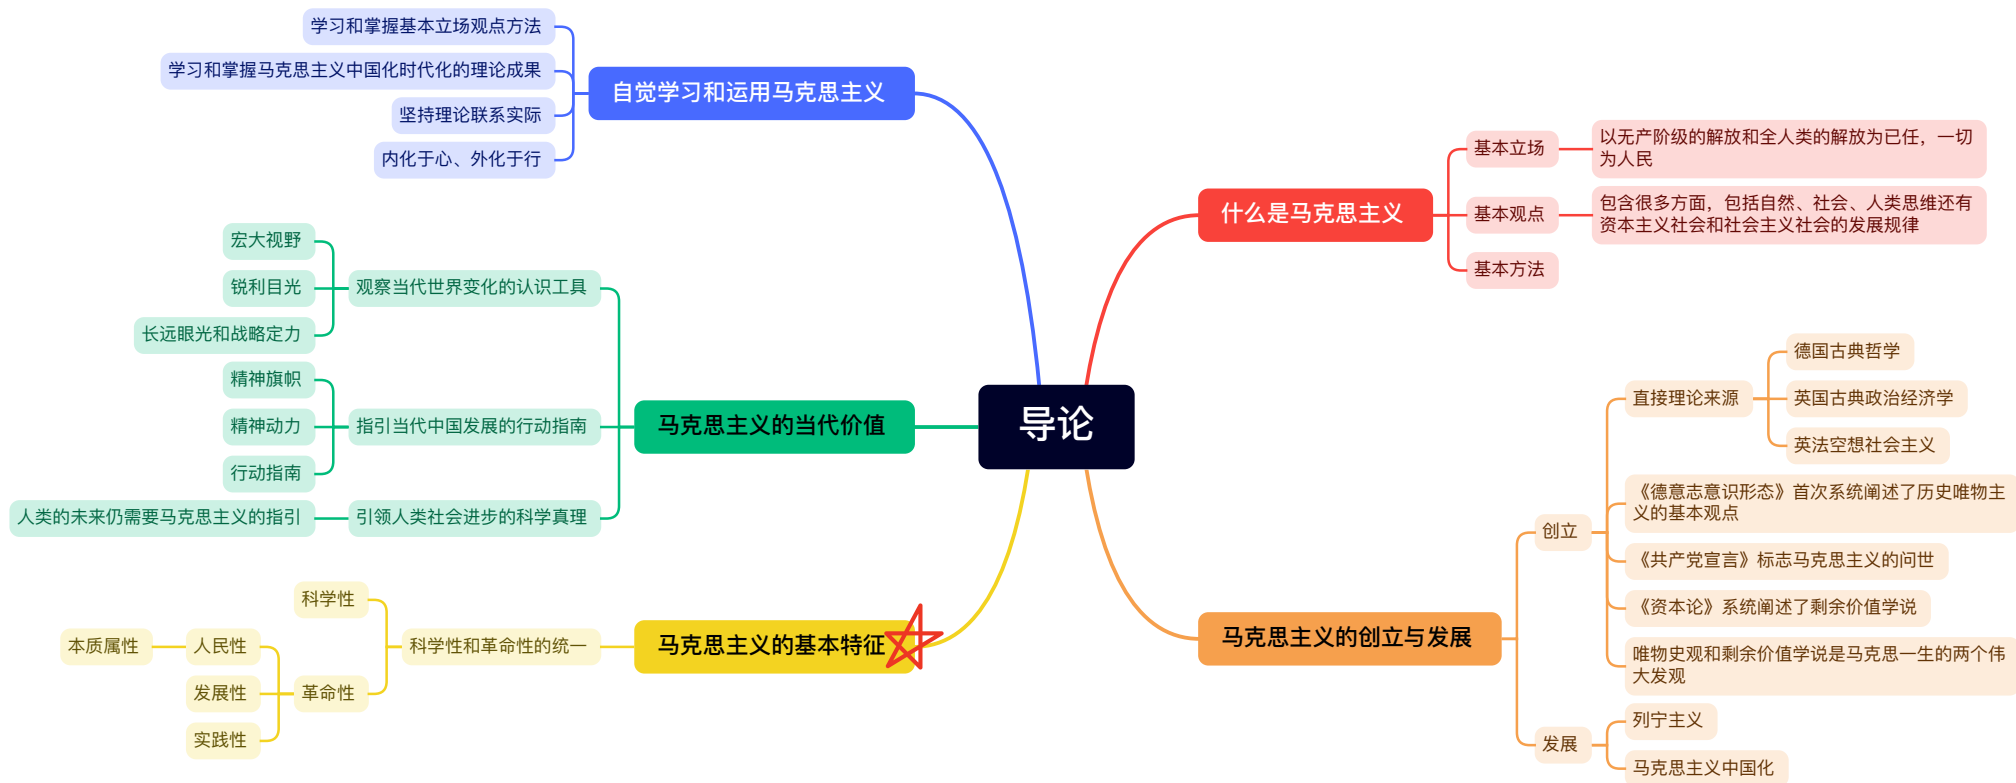 导论
什么是马克思主义
基本立场
以无产阶级的解放和全人类的解放为已任，一切
为人民
基本观点
包含很多方面，包括自然、社会、人类思维还有
资本主义社会和社会主义社会的发展规律
基本方法
马克思主义的创立与发展
创立
直接理论来源
德国古典哲学
英国古典政治经济学
英法空想社会主义
《德意志意识形态》首次系统阐述了历史唯物主
义的基本观点
《共产党宣言》标志马克思主义的问世
《资本论》系统阐述了剩余价值学说
唯物史观和剩余价值学说是马克思一生的两个伟
大发观
发展
列宁主义
马克思主义中国化
自觉学习和运用马克思主义
学习和掌握基本立场观点方法
学习和掌握马克思主义中国化时代化的理论成果
坚持理论联系实际
内化于心、外化于行
马克思主义的当代价值
观察当代世界变化的认识工具
宏大视野
锐利目光
长远眼光和战略定力
指引当代中国发展的行动指南
精神旗帜
精神动力
行动指南
引领人类社会进步的科学真理
人类的未来仍需要马克思主义的指引
马克思主义的基本特征
科学性和革命性的统一
科学性
革命性
人民性
本质属性
发展性
实践性